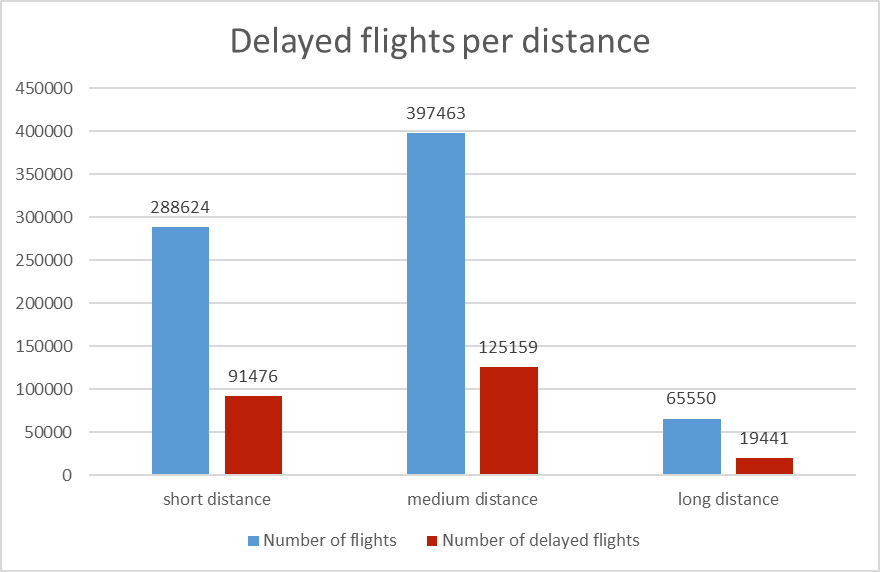 Delayed flights per distance
450000
400000
350000
300000
250000
200000
150000
100000
50000
0
288624
91476
397463
125159
65550
19441
short distance
medium distance
long distance
Number of flights
Number of delayed flights